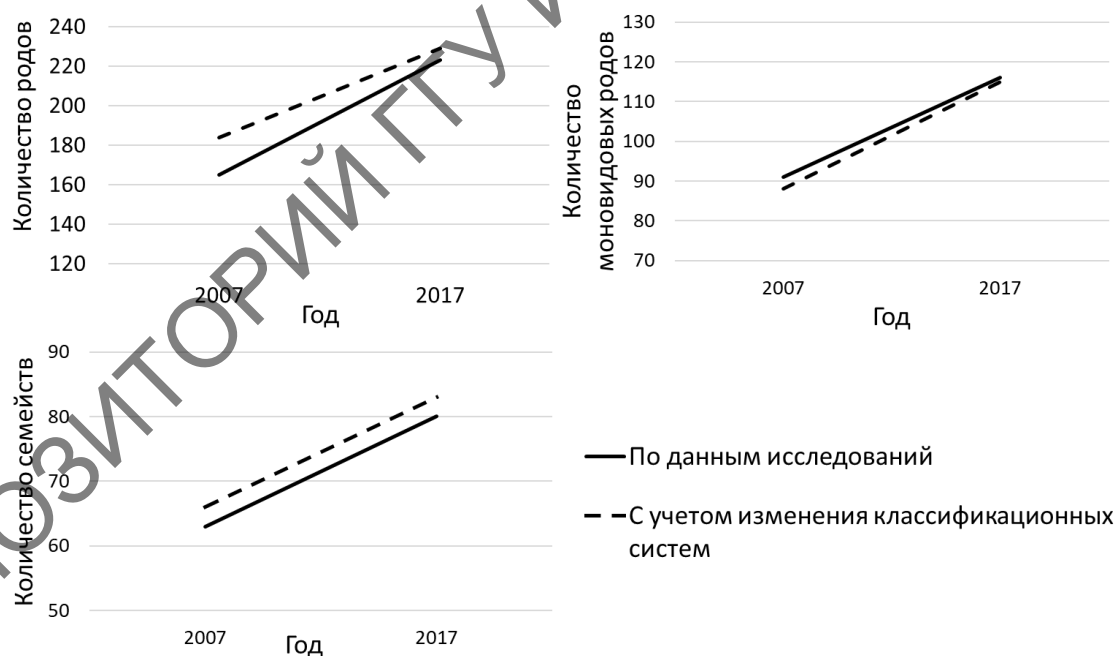 Количество родов
240
220
200
180
160
140
120
2007
2017
Год
Количество
моновидовых родов
130
120
110
100
90
80
70
2007
2017
Год
Количество семейств
90
80
70
60
50
2007
2017
Год
По данным исследований
С учетом изменения классификационных
систем